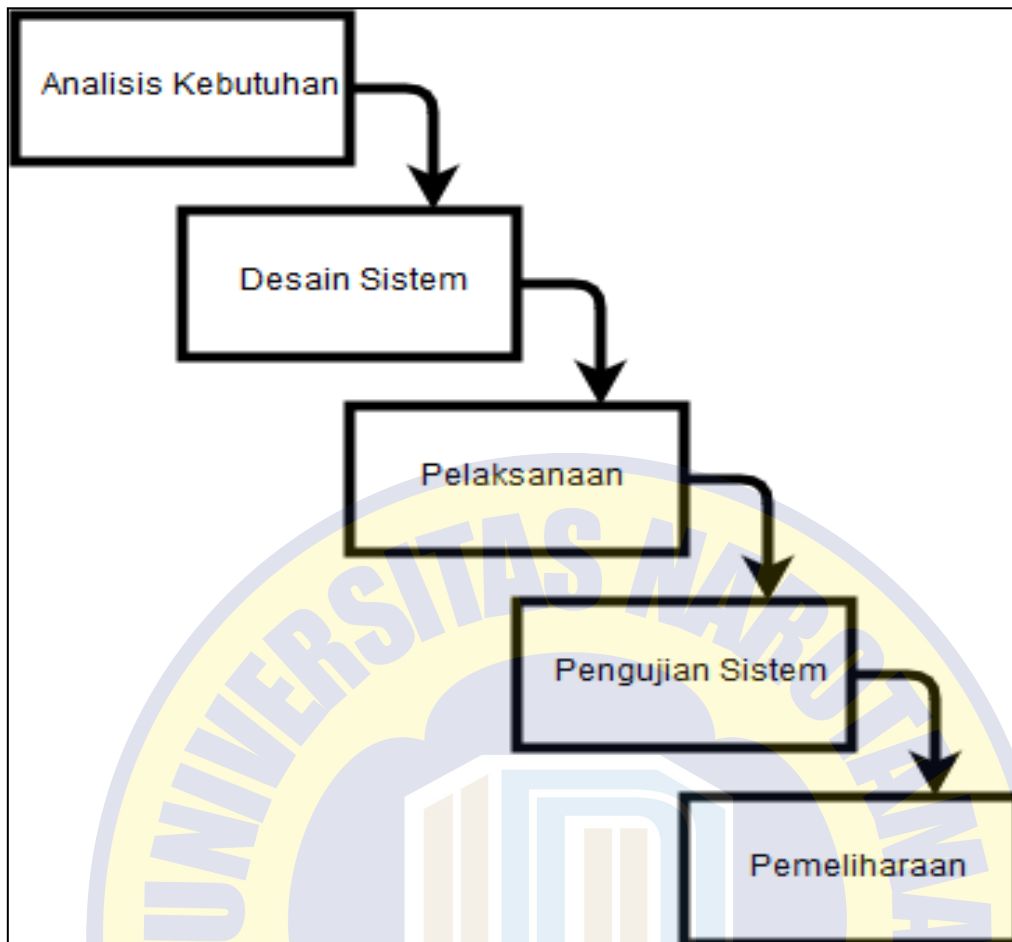 Analisis Kebutuhan
Desain Sistem
Pelaksanaan
Pengujian Sistem
Pemeliharaan
UNIVERSITAS NAROTAMA